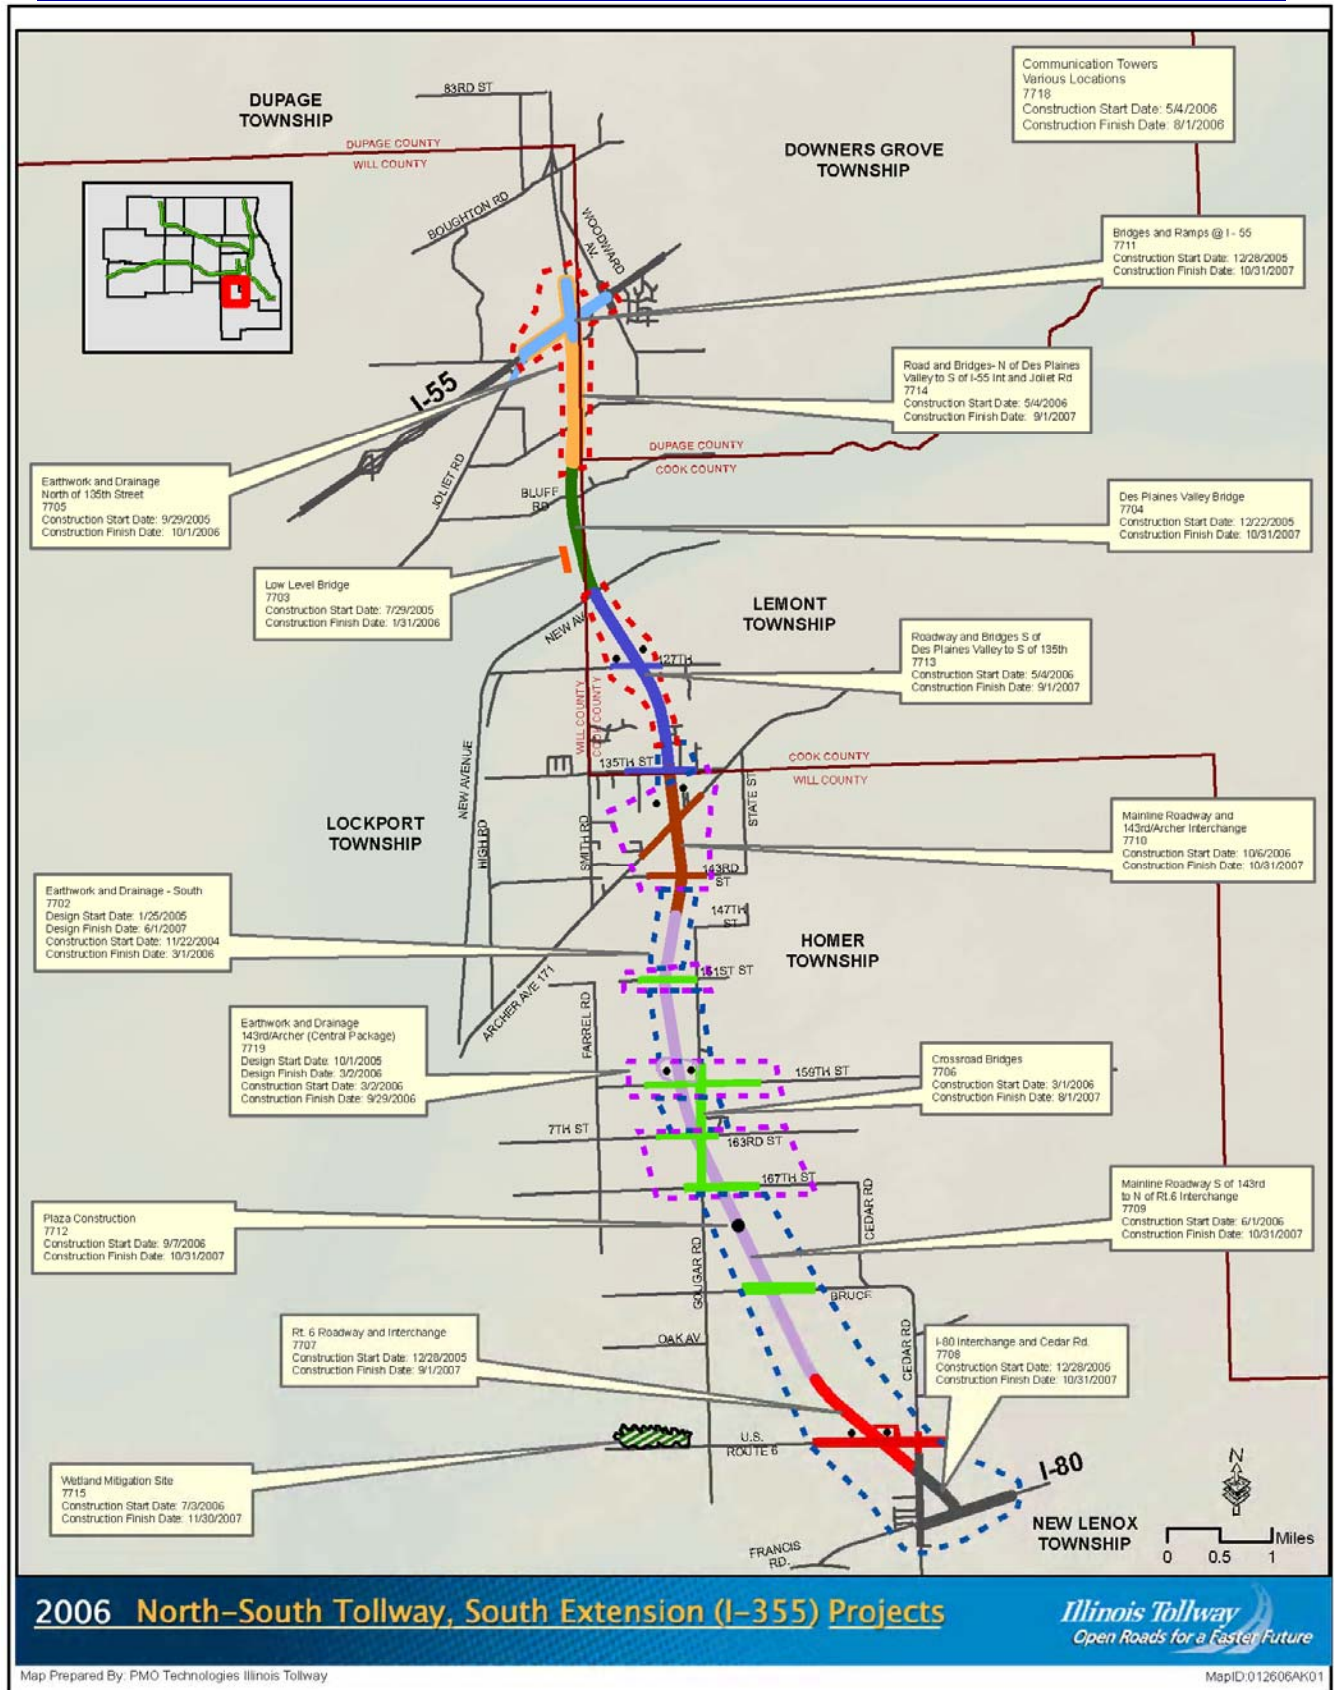 83RD ST
DUPAGE
TOWNSHIP
DUPAGE COUNTY
WILL COUNTY
Communication Towers
Various Locations
7718
Construction Start Date: 5/4/2006
Construction Finish Date: 8/1/2006
DOWNERS GROVE
TOWNSHIP
BOUGHTON RD
WOODWARD
AV.
Bridges and Ramps @ I - 55
7711
Construction Start Date: 12/28/2005
Construction Finish Date: 10/31/2007
I-55
Road and Bridges- N of Des Plaines
Valley to S of I-55 Int and Joliet Rd
7714
Construction Start Date: 5/4/2006
Construction Finish Date: 9/1/2007
DUPAGE COUNTY
COOK COUNTY
JOLIET RD
BLUFF
RD
Earthwork and Drainage
North of 135th Street
7705
Construction Start Date: 9/29/2005
Construction Finish Date: 10/1/2006
Des Plaines Valley Bridge
7704
Construction Start Date: 12/22/2005
Construction Finish Date: 10/31/2007
Low Level Bridge
7703
Construction Start Date: 7/29/2005
Construction Finish Date: 1/31/2006
LEMONT
TOWNSHIP
NEW AV
127TH
Roadway and Bridges S of
Des Plaines Valley to S of 135th
7713
Construction Start Date: 5/4/2006
Construction Finish Date: 9/1/2007
WILL COUNTY
COOK COUNTY
135TH ST
COOK COUNTY
WILL COUNTY
NEW AVENUE
HIGH RD
SMITH RD
STATE ST
LOCKPORT
TOWNSHIP
Mainline Roadway and
143rd/Archer Interchange
7710
Construction Start Date: 10/6/2006
Construction Finish Date: 10/31/2007
143RD
ST
147TH
ST
Earthwork and Drainage - South
7702
Design Start Date: 1/25/2005
Design Finish Date: 6/1/2007
Construction Start Date: 11/22/2004
Construction Finish Date: 3/1/2006
HOMER
TOWNSHIP
151ST ST
ARCHER AVE 171
FARREL RD
Earthwork and Drainage
143rd/Archer (Central Package)
7719
Design Start Date: 10/1/2005
Design Finish Date: 3/2/2006
Construction Start Date: 3/2/2006
Construction Finish Date: 9/29/2006
159TH ST
Crossroad Bridges
7706
Construction Start Date: 3/1/2006
Construction Finish Date: 8/1/2007
7TH ST
163RD ST
167TH ST
Mainline Roadway S of 143rd
to N of Rt.6 Interchange
7709
Construction Start Date: 6/1/2006
Construction Finish Date: 10/31/2007
CEDAR RD
Plaza Construction
7712
Construction Start Date: 9/7/2006
Construction Finish Date: 10/31/2007
GOUGAR RD
BRUCE
OAK AV
CEDAR RD
Rt. 6 Roadway and Interchange
7707
Construction Start Date: 12/28/2005
Construction Finish Date: 9/1/2007
I-80 Interchange and Cedar Rd.
7708
Construction Start Date: 12/28/2005
Construction Finish Date: 10/31/2007
U.S.
ROUTE 6
Wetland Mitigation Site
7715
Construction Start Date: 7/3/2006
Construction Finish Date: 11/30/2007
I-80
N
NEW LENOX
TOWNSHIP
FRANCIS
RD.
Miles
0 0.5 1
2006 North-South Tollway, South Extension (I-355) Projects
Illinois Tollway
Open Roads for a Faster Future
Map Prepared By: PMO Technologies Illinois Tollway
MapID:012606AK01